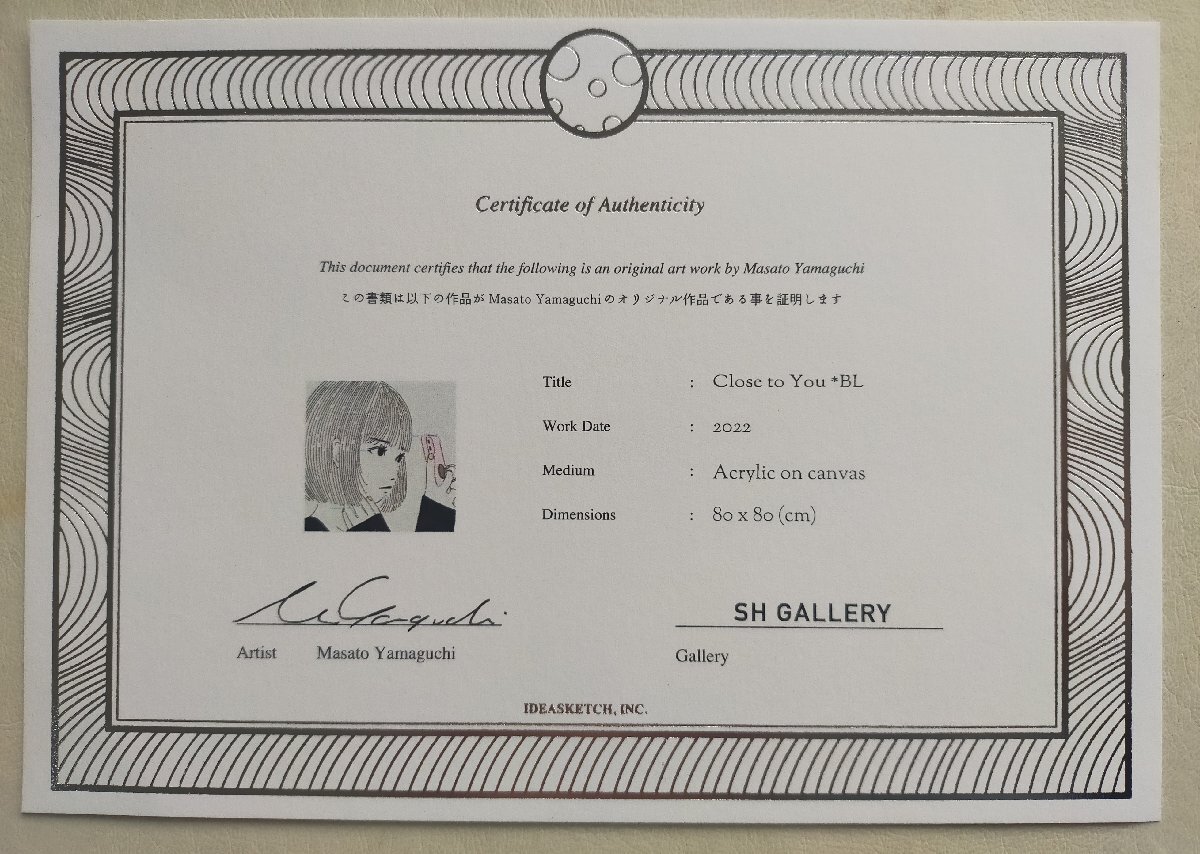 Certificate of Authenticity
This document certifies that the following is an original art work by Masato Yamaguchi
この書類は以下の作品が Masato Yamaguchiのオリジナル作品である事を証明します
Title : Close to You *BL
Work Date : 2022
Medium : Acrylic on canvas
Dimensions : 80 x 80 (cm)
M Yamaguchi
SH GALLERY
Artist Masato Yamaguchi
Gallery
IDEASKETCH, INC.